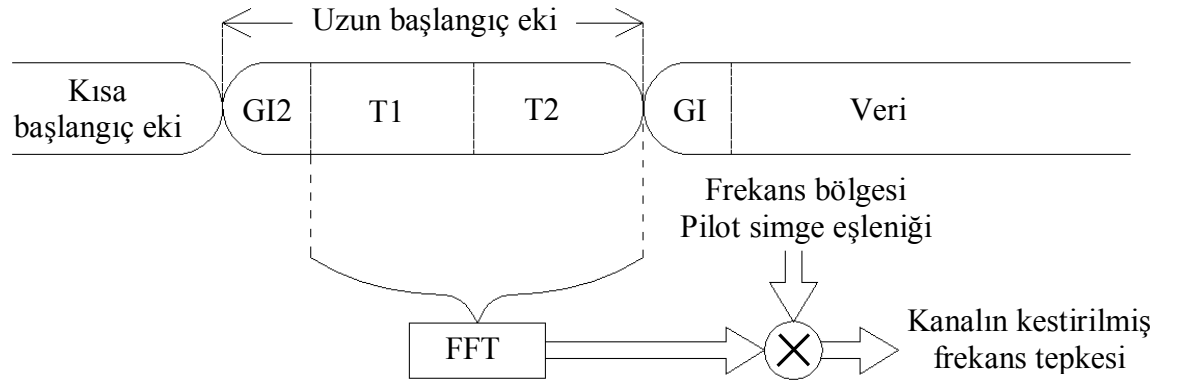 Uzun başlangıç eki
Kısa
başlangıç eki
GI2
T1
T2
GI
Veri
Frekans bölgesi
Pilot simge eşleniği
FFT
Kanalın kestirilmiş
frekans tepkesi